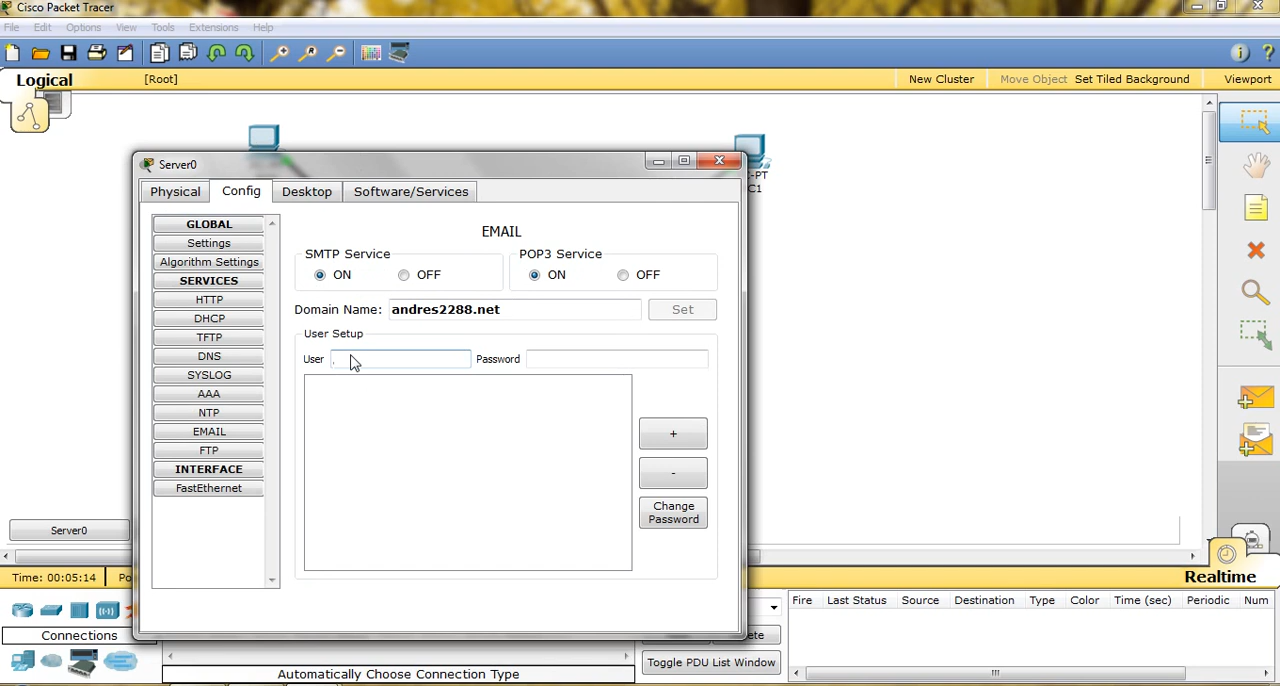 Cisco Packet Tracer
File Edit Options View Tools Extensions Help
Logical [Root] New Cluster Move Object Set Tiled Background Viewport
Server0
Physical Config Desktop Software/Services
GLOBAL
Settings
Algorithm Settings
SERVICES
HTTP
DHCP
TFTP
DNS
SYSLOG
AAA
NTP
EMAIL
FTP
INTERFACE
FastEthernet
EMAIL
SMTP Service POP3 Service
ON OFF ON OFF
Domain Name: andres2288.net Set
User Setup
User Password
+
-
Change
Password
-PT
C1
Server0
Time: 00:05:14 Po
Realtime
Fire Last Status Source Destination Type Color Time (sec) Periodic Num
Connections
ete
Toggle PDU List Window
Automatically Choose Connection Type